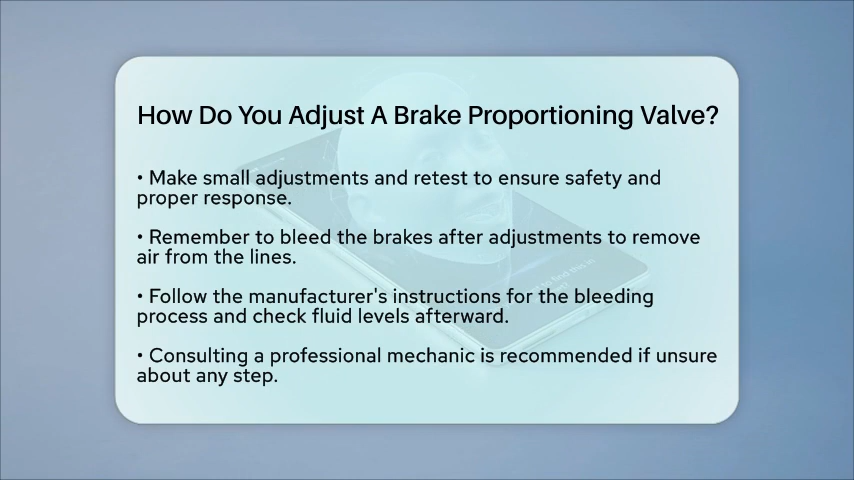 How Do You Adjust A Brake Proportioning Valve?
• Make small adjustments and retest to ensure safety and
proper response.
• Remember to bleed the brakes after adjustments to remove
air from the lines.
• Follow the manufacturer's instructions for the bleeding
process and check fluid levels afterward.
• Consulting a professional mechanic is recommended if unsure
about any step.